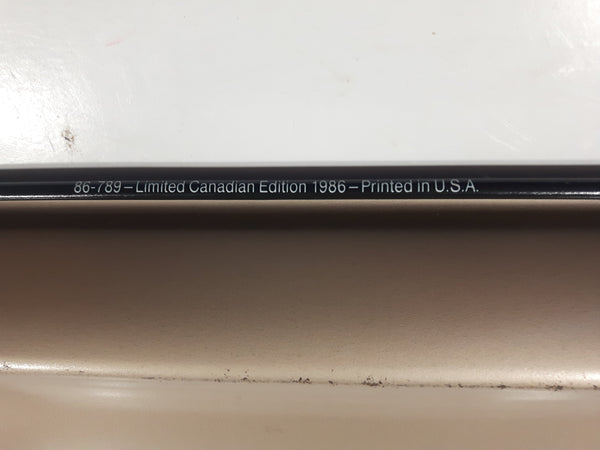 86-789–Limited Canadian Edition 1986–Printed in U.S.A.